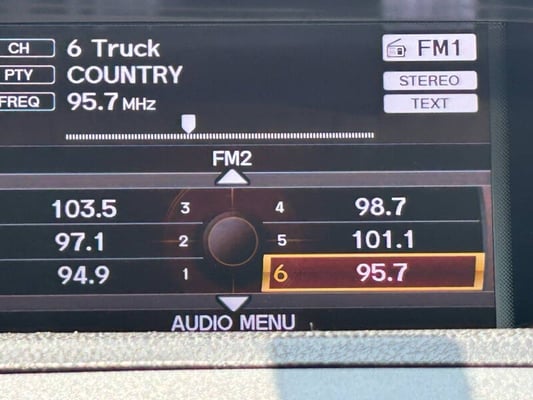 CH 6 Truck FM1
PTY COUNTRY STEREO
FREQ 95.7 MHz TEXT
FM2
103.5 3 4 98.7
97.1 2 5 101.1
94.9 1 6 95.7
AUDIO MENU